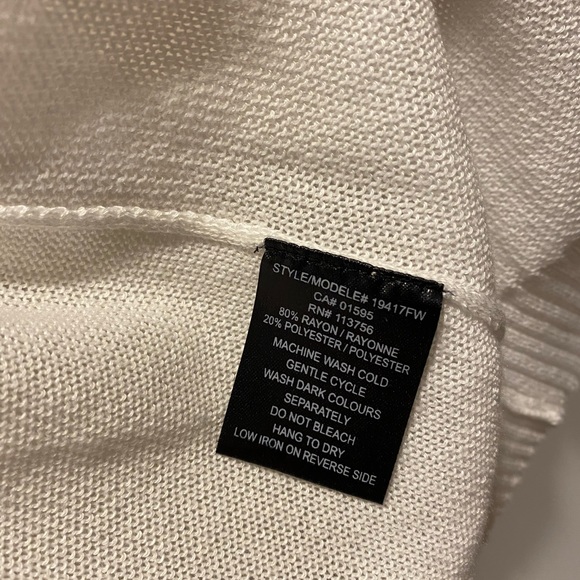 STYLE/MODELE# 19417FW
CA# 01595
RN# 113756
80% RAYON / RAYONNE
20% POLYESTER / POLYESTER
MACHINE WASH COLD
GENTLE CYCLE
WASH DARK COLOURS
SEPARATELY
DO NOT BLEACH
HANG TO DRY
LOW IRON ON REVERSE SIDE